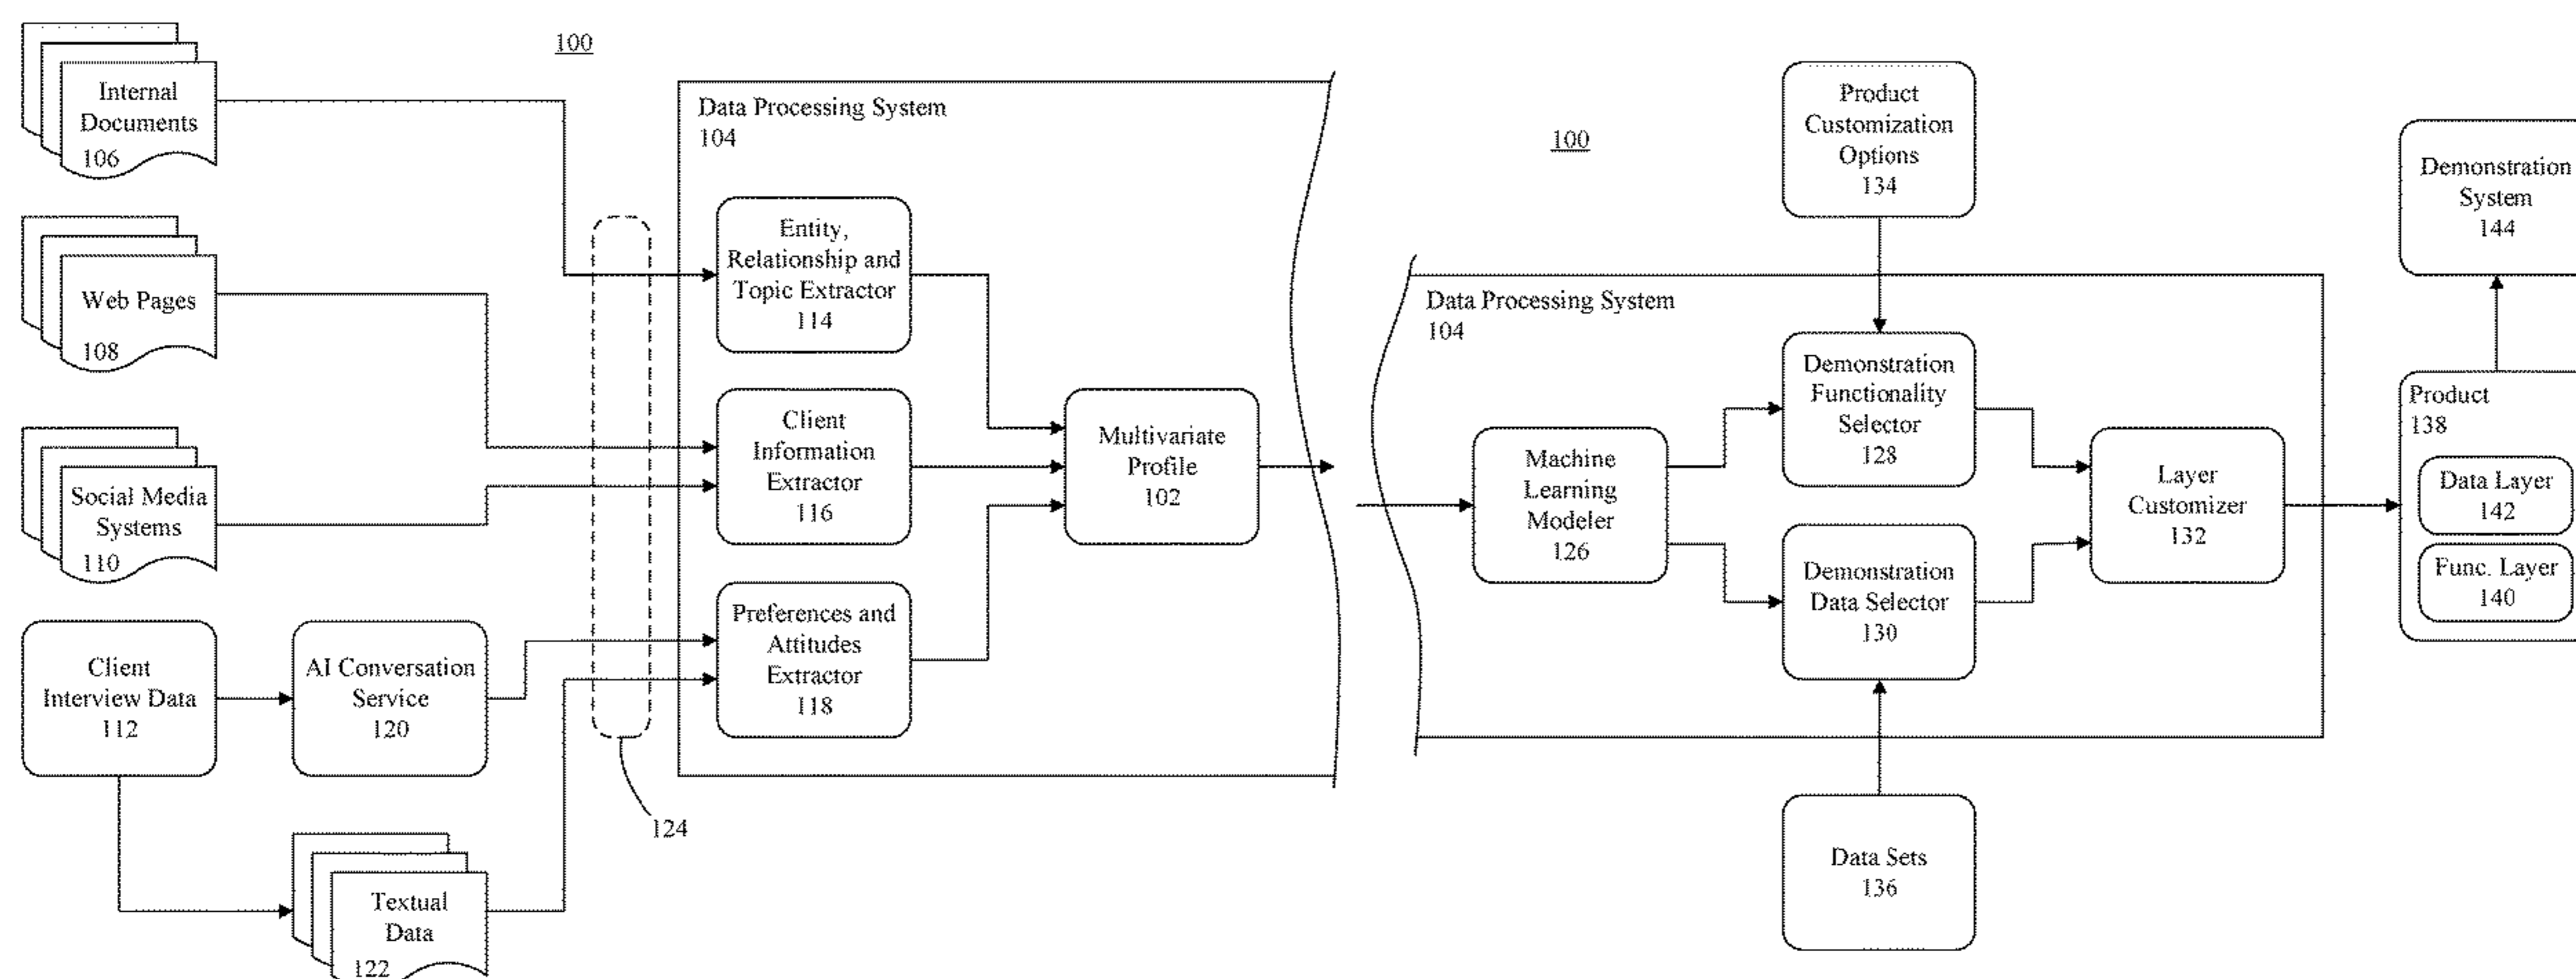 100
Internal
Documents
106
Web Pages
108
Social Media
Systems
110
Client
Interview Data
112
AI Conversation
Service
120
Textual
Data
122
124
Data Processing System
104
Entity,
Relationship and
Topic Extractor
114
Client
Information
Extractor
116
Preferences and
Attitudes
Extractor
118
Multivariate
Profile
102
100
Product
Customization
Options
134
Data Processing System
104
Machine
Learning
Modeler
126
Demonstration
Functionality
Selector
128
Demonstration
Data Selector
130
Layer
Customizer
132
Data Sets
136
Demonstration
System
144
Product
138
Data Layer
142
Func. Layer
140